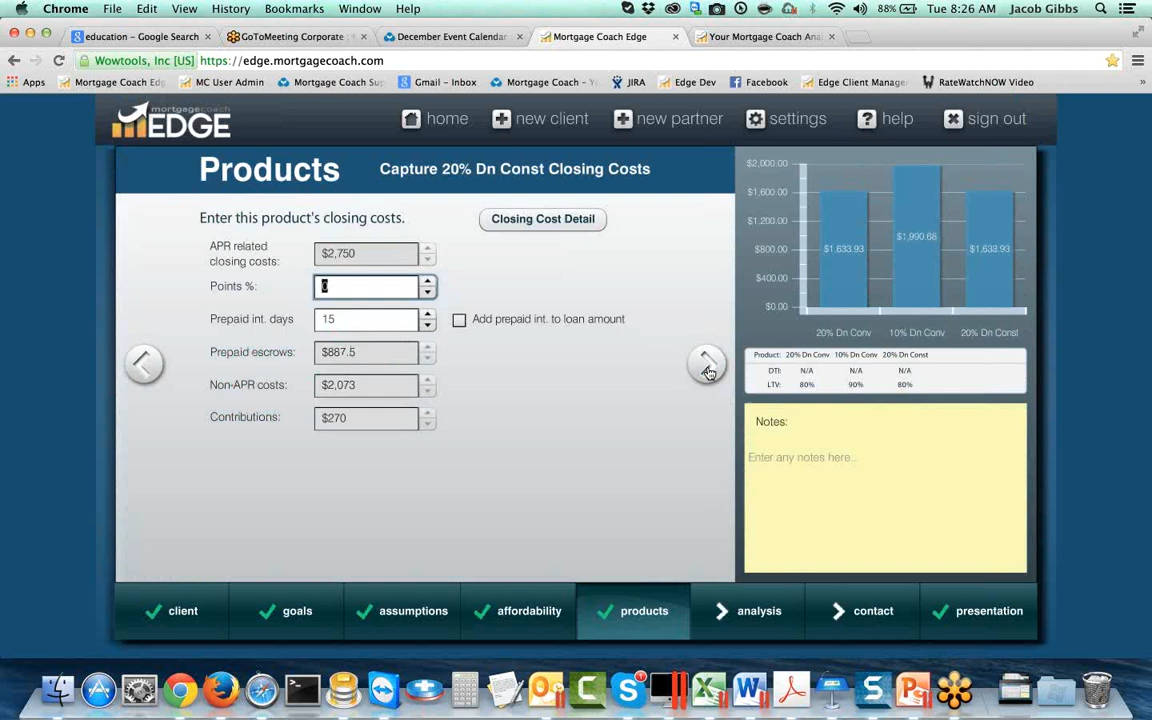 Chrome File Edit View History Bookmarks Window Help 88% Tue 8:26 AM Jacob Gibbs
education - Google Search GoToMeeting Corporate : December Event Calendar Mortgage Coach Edge Your Mortgage Coach Ana
Wowtools, Inc [US] https://edge.mortgagecoach.com
Apps Mortgage Coach Edge MC User Admin Mortgage Coach Sup Gmail - Inbox Mortgage Coach - Yo JIRA Edge Dev Facebook Edge Client Manage RateWatchNOW Video
mortgagecoach
EDGE
home new client new partner settings help sign out
Products
Capture 20% Dn Const Closing Costs
Enter this product's closing costs.
Closing Cost Detail
APR related
closing costs:
$2,750
Points %: 0
Prepaid int. days 15 Add prepaid int. to loan amount
Prepaid escrows: $887.5
Non-APR costs: $2,073
Contributions: $270
$2,000.00
$1,600.00
$1,200.00
$800.00
$400.00
$0.00
$1,633.93 $1,990.68 $1,633.93
20% Dn Conv 10% Dn Conv 20% Dn Const
Product: 20% Dn Conv 10% Dn Conv 20% Dn Const
DTI: N/A N/A N/A
LTV: 80% 90% 80%
Notes:
Enter any notes here...
client goals assumptions affordability products analysis contact presentation